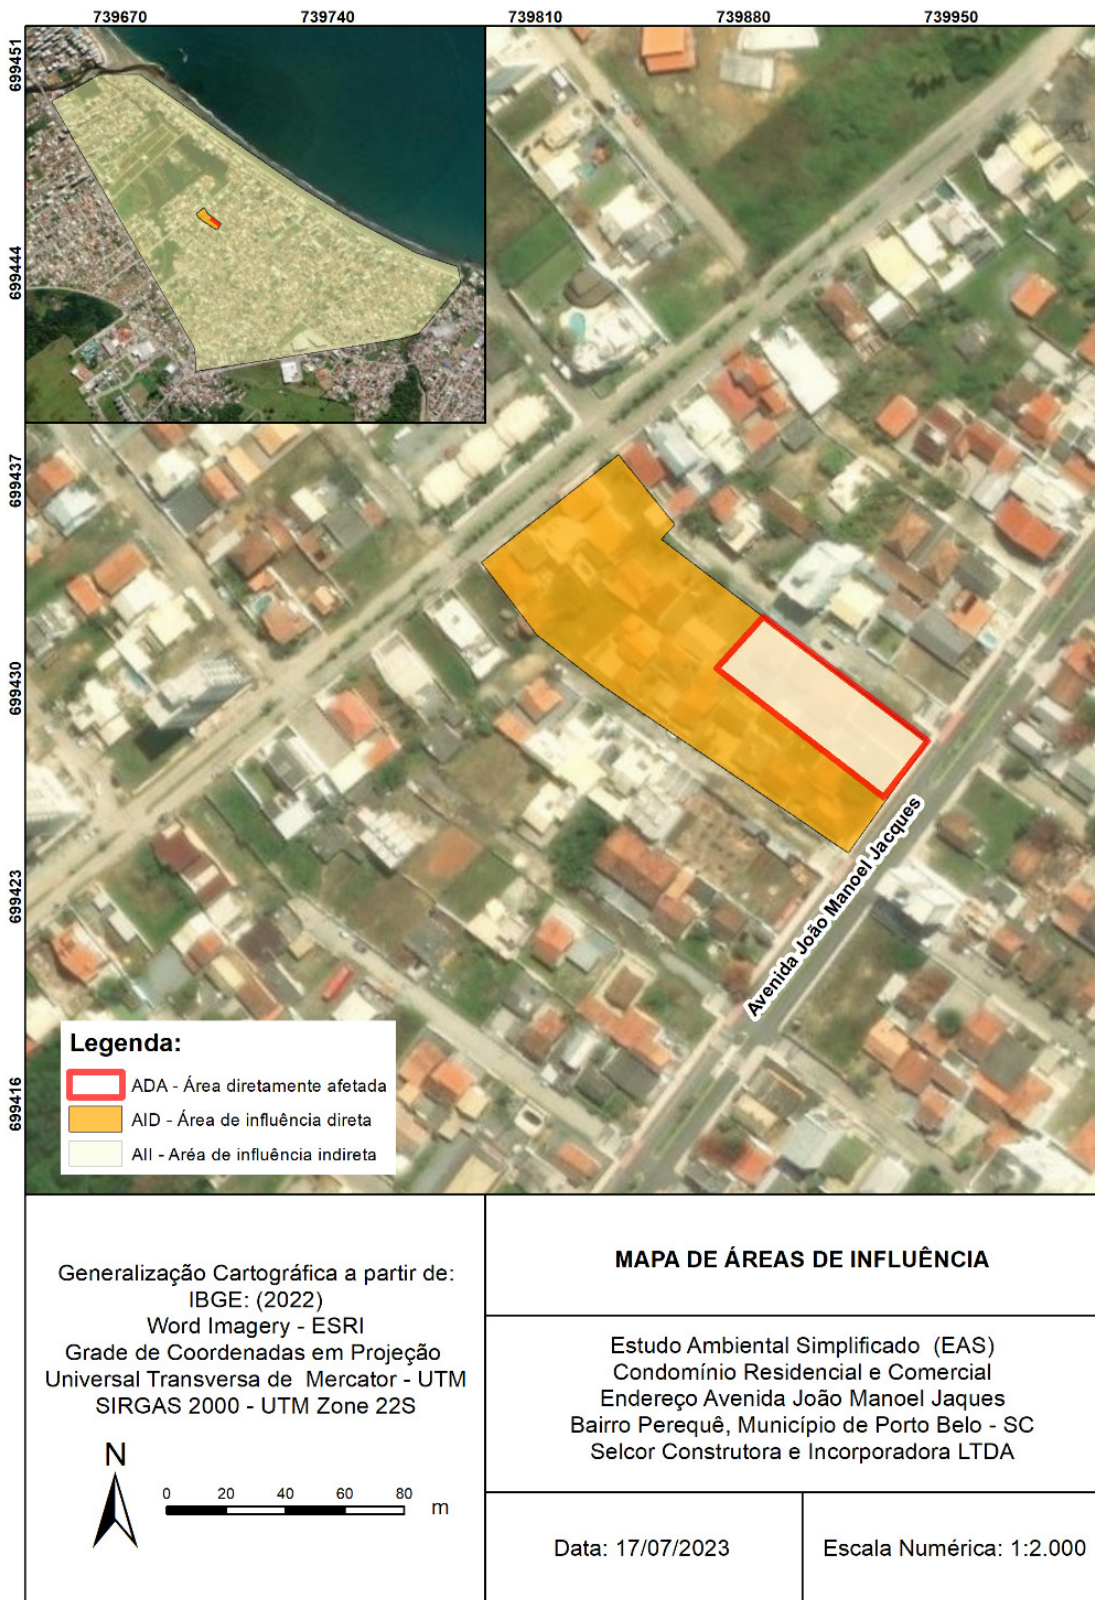 739670 739740 739810 739880 739950
699451
699444
699437
699430
699423
699416
Avenida João Manoel Jacques
Legenda:
ADA - Área diretamente afetada
AID - Área de influência direta
AII - Aréa de influência indireta
Generalização Cartográfica a partir de:
IBGE: (2022)
Word Imagery - ESRI
Grade de Coordenadas em Projeção
Universal Transversa de Mercator - UTM
SIRGAS 2000 - UTM Zone 22S
N
0 20 40 60 80 m
MAPA DE ÁREAS DE INFLUÊNCIA
Estudo Ambiental Simplificado (EAS)
Condomínio Residencial e Comercial
Endereço Avenida João Manoel Jaques
Bairro Perequê, Município de Porto Belo - SC
Selcor Construtora e Incorporadora LTDA
Data: 17/07/2023
Escala Numérica: 1:2.000